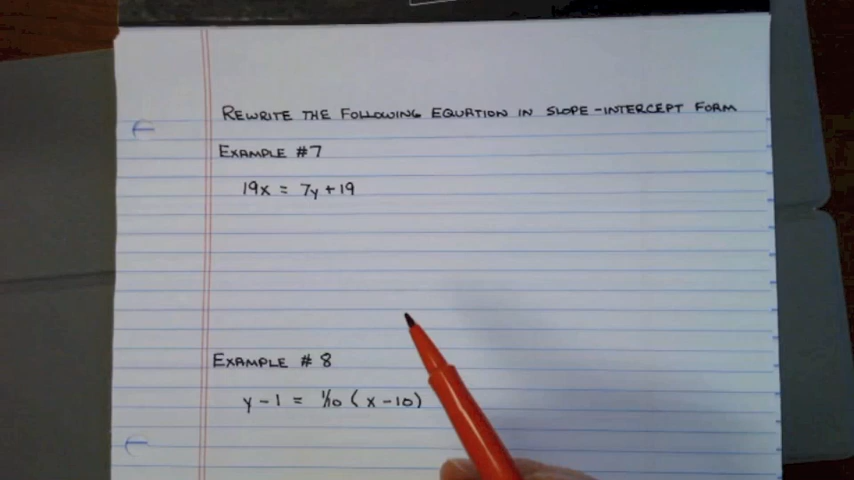 REWRITE THE FOLLOWING EQUATION IN SLOPE-INTERCEPT FORM
EXAMPLE #7
19x = 7y + 19
EXAMPLE # 8
y - 1 = 1/10 ( x - 10)